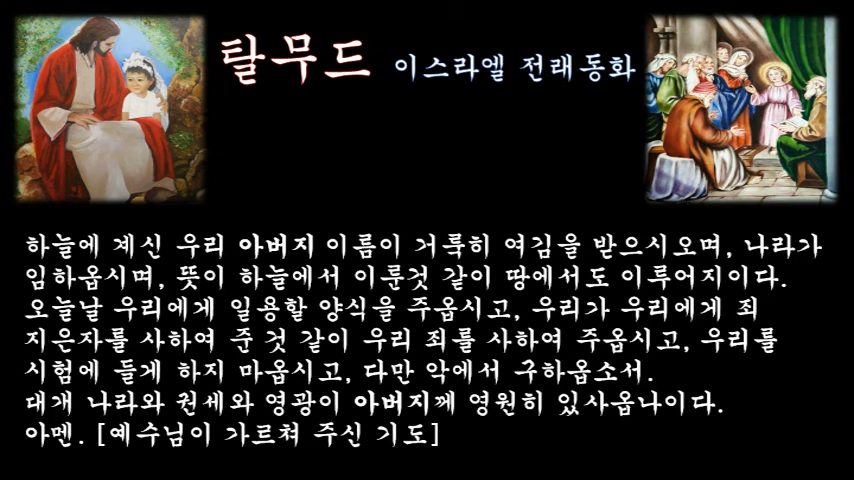 탈무드 이스라엘 전래동화
하늘에 계신 우리 아버지 이름이 거룩히 여김을 받으시오며, 나라가
임하옵시며, 뜻이 하늘에서 이룬것 같이 땅에서도 이루어지이다.
오늘날 우리에게 일용할 양식을 주옵시고, 우리가 우리에게 죄
지은자를 사하여 준 것 같이 우리 죄를 사하여 주옵시고, 우리를
시험에 들게 하지 마옵시고, 다만 악에서 구하옵소서.
대개 나라와 권세와 영광이 아버지께 영원히 있사옵나이다.
아멘. [예수님이 가르쳐 주신 기도]